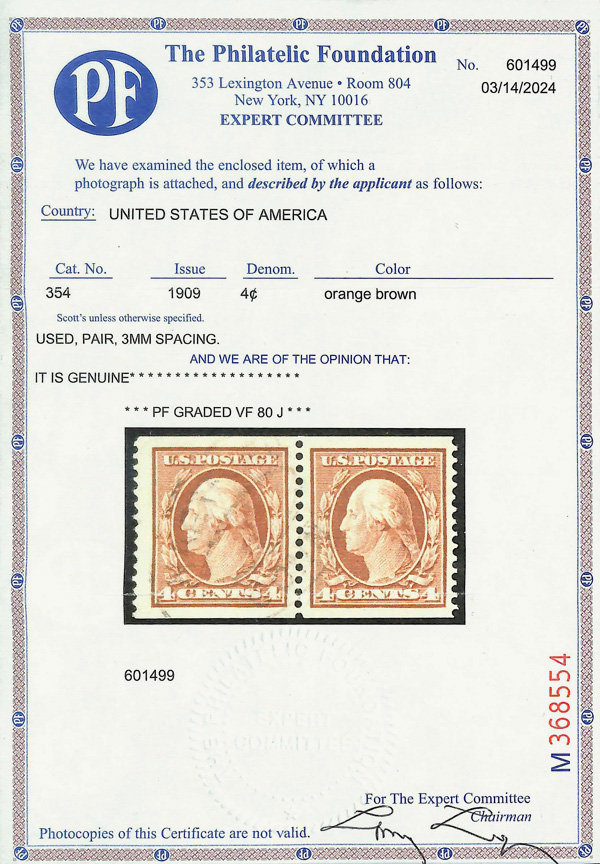 PF
The Philatelic Foundation
353 Lexington Avenue • Room 804
New York, NY 10016
EXPERT COMMITTEE
No. 601499
03/14/2024
We have examined the enclosed item, of which a
photograph is attached, and described by the applicant as follows:
Country: UNITED STATES OF AMERICA
Cat. No. Issue Denom. Color
354 1909 4¢ orange brown
Scott's unless otherwise specified.
USED, PAIR, 3MM SPACING.
AND WE ARE OF THE OPINION THAT:
IT IS GENUINE* * * * * * * * * * * * * * * * * * *
* * * PF GRADED VF 80 J * * *
U.S. POSTAGE U.S. POSTAGE
4 CENTS 4 4 CENTS 4
601499
PHILATELIC FOUNDATION
EXPERT
COMMITTEE
M 368554
For The Expert Committee
Chairman
Photocopies of this Certificate are not valid.